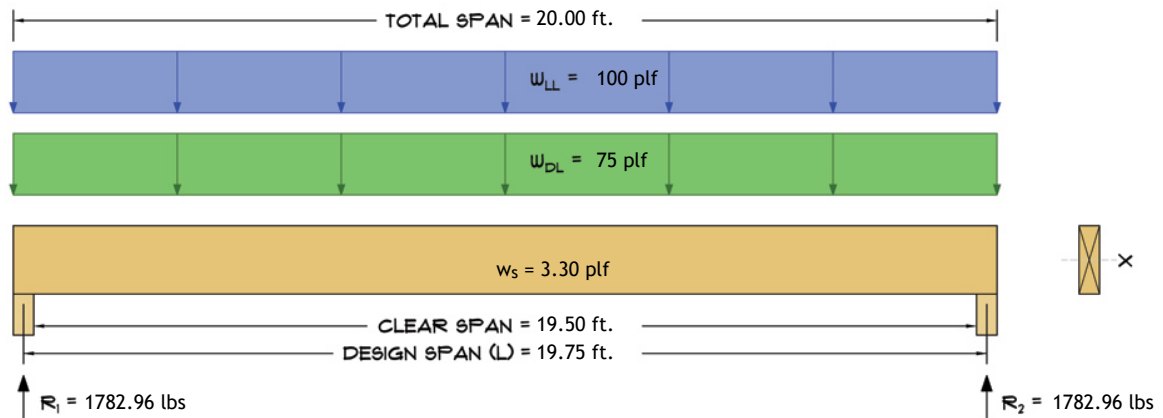 TOTAL SPAN = 20.00 ft.
WLL = 100 plf
WDL = 75 plf
ws = 3.30 plf
X
CLEAR SPAN = 19.50 ft.
DESIGN SPAN (L) = 19.75 ft.
R1 = 1782.96 lbs
R2 = 1782.96 lbs